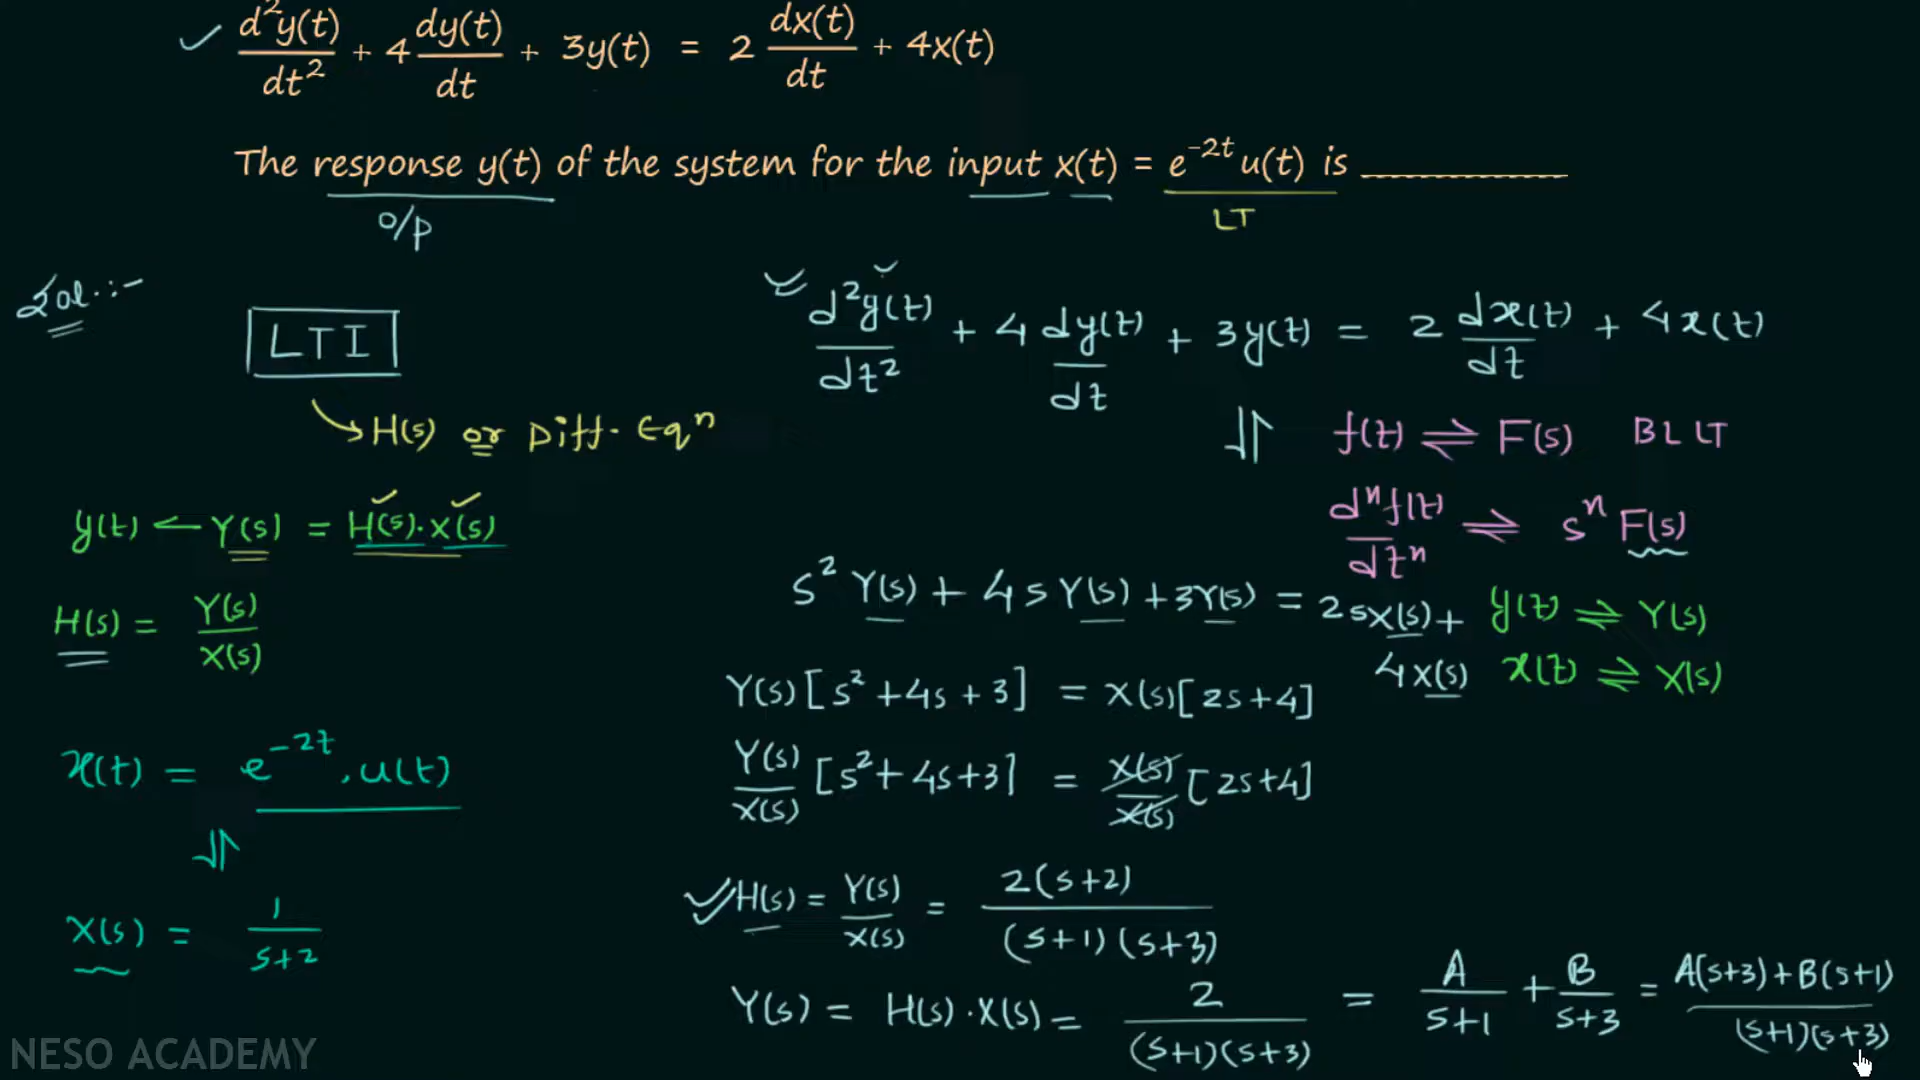 d²y(t)/dt² + 4 dy(t)/dt + 3y(t) = 2 dx(t)/dt + 4x(t)
The response y(t) of the system for the input x(t) = e^-2t u(t) is ____________
o/p
LT
Sol.:-
LTI
H(s) or Diff. Eqⁿ
y(t) ← Y(s) = H(s)·X(s)
H(s) = Y(s)/X(s)
x(t) = e^-2t . u(t)
⇌
X(s) = 1/(s+2)
d²y(t)/dt² + 4 dy(t)/dt + 3y(t) = 2 dx(t)/dt + 4x(t)
⇌ f(t) ⇌ F(s) BLLT
dⁿf(t)/dtⁿ ⇌ sⁿ F(s)
s² Y(s) + 4sY(s) + 3Y(s) = 2sX(s) + 4X(s)
y(t) ⇌ Y(s)
x(t) ⇌ X(s)
Y(s)[s² + 4s + 3] = X(s)[2s+4]
Y(s)/X(s) [s² + 4s + 3] = X(s)/X(s) [2s+4]
H(s) = Y(s)/X(s) = 2(s+2)/(s+1)(s+3)
Y(s) = H(s)·X(s) = 2/(s+1)(s+3) = A/(s+1) + B/(s+3) = A(s+3)+B(s+1)/(s+1)(s+3)
NESO ACADEMY